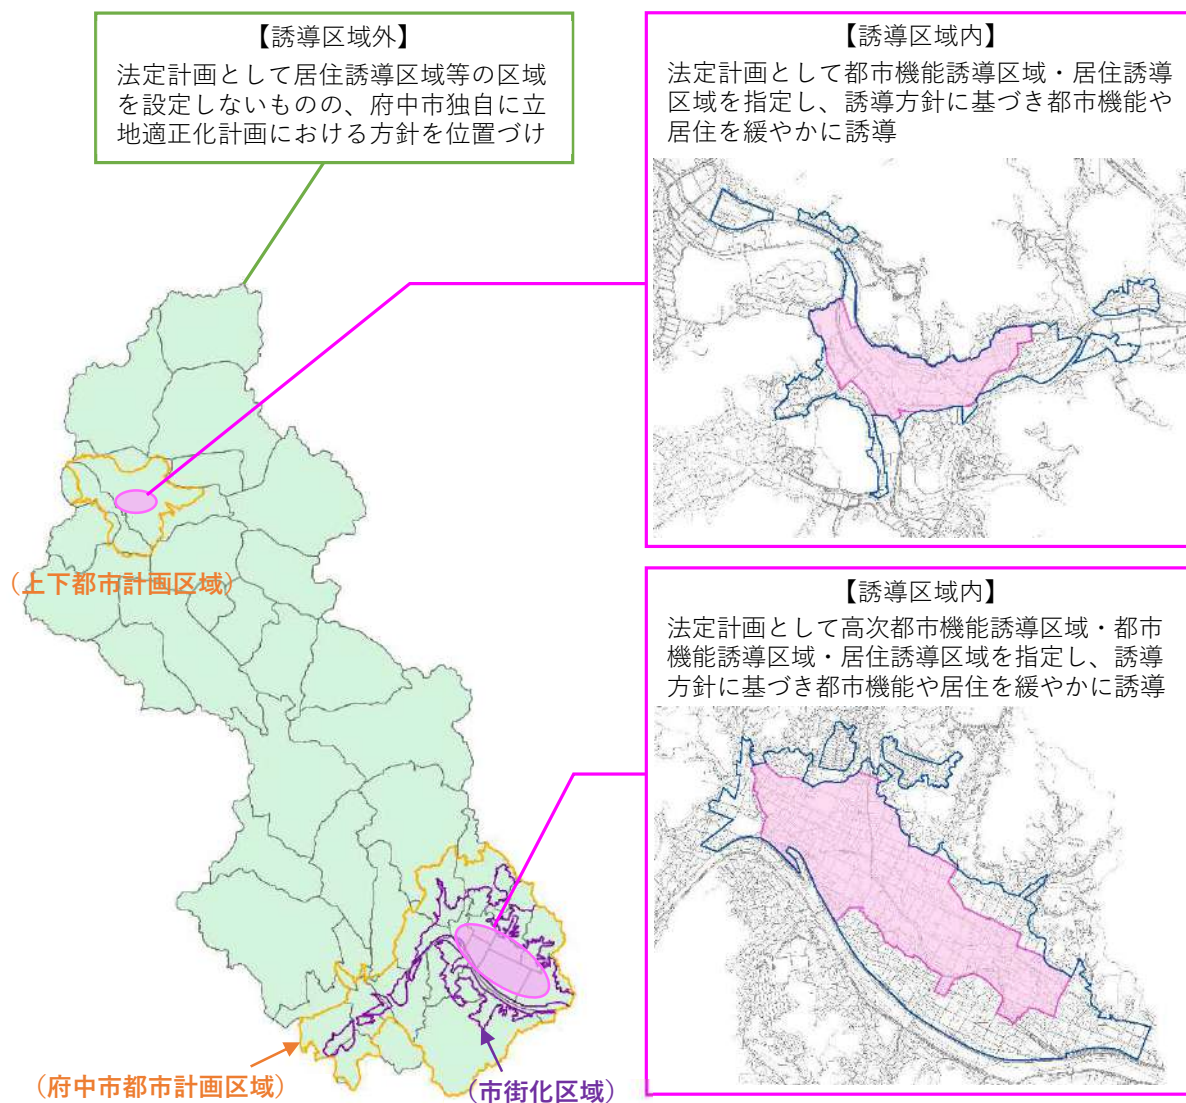 【誘導区域外】
法定計画として居住誘導区域等の区域
を設定しないものの、府中市独自に立
地適正化計画における方針を位置づけ
【誘導区域内】
法定計画として都市機能誘導区域・居住誘導
区域を指定し、誘導方針に基づき都市機能や
居住を緩やかに誘導
（上下都市計画区域）
【誘導区域内】
法定計画として高次都市機能誘導区域・都市
機能誘導区域・居住誘導区域を指定し、誘導
方針に基づき都市機能や居住を緩やかに誘導
（府中市都市計画区域）
（市街化区域）